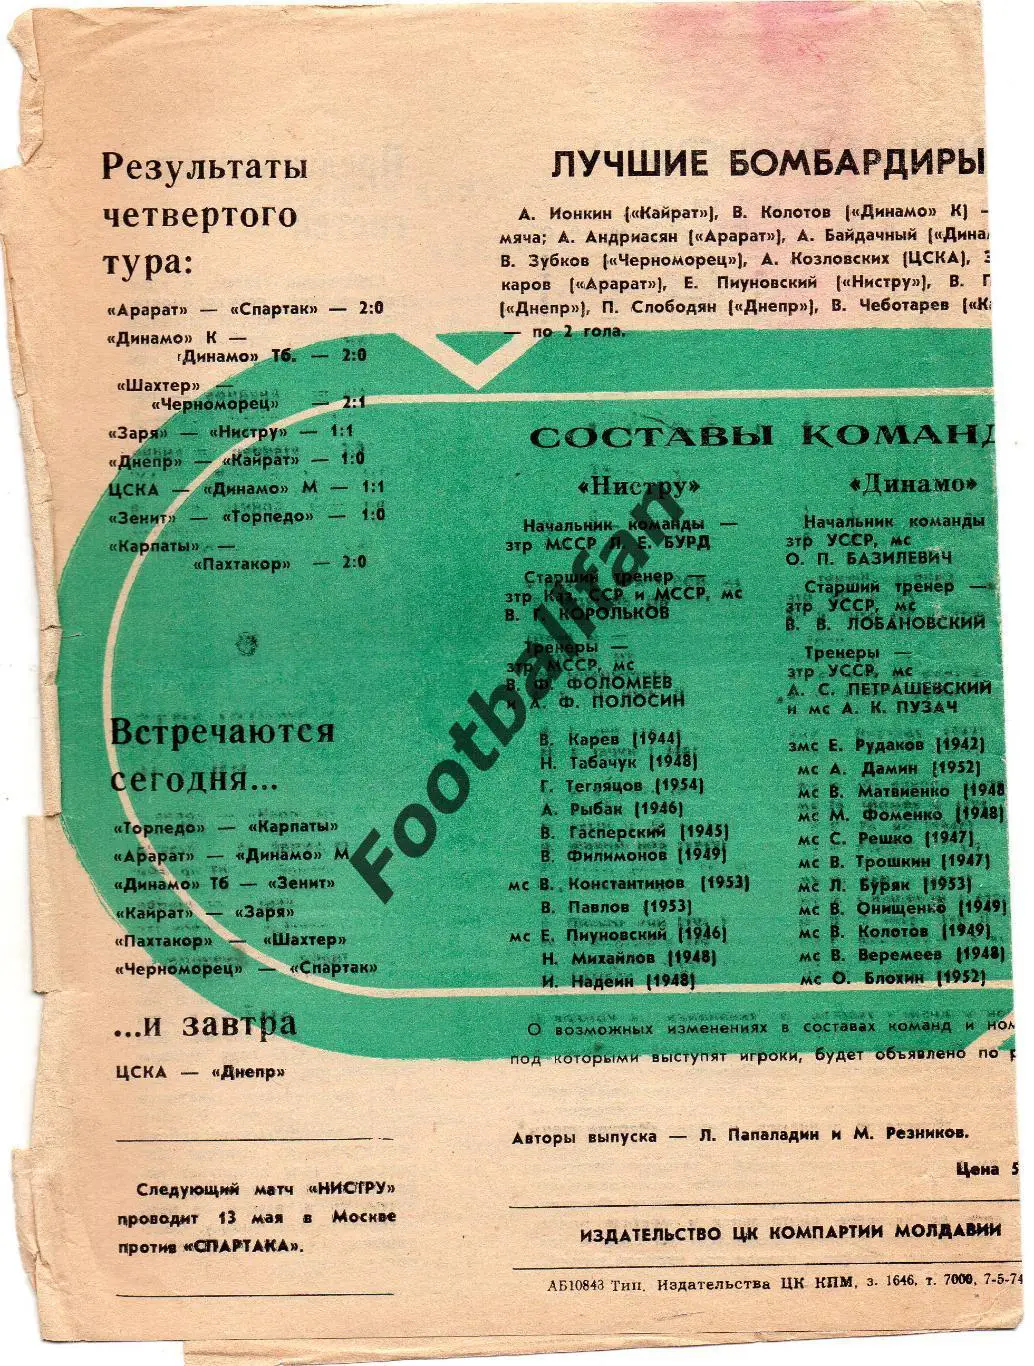 Результаты
четвертого
тура:
«Арарат» — «Спартак» — 2:0
«Динамо» К —
«Динамо» Тб. — 2:0
«Шахтер» —
«Черноморец» — 2:1
«Заря» — «Нистру» — 1:1
«Днепр» — «Кайрат» — 1:0
ЦСКА — «Динамо» М — 1:1
«Зенит» — «Торпедо» — 1:0
«Карпаты» —
«Пахтакор» — 2:0
Встречаются
сегодня...
«Торпедо» — «Карпаты»
«Арарат» — «Динамо» М
«Динамо» Тб — «Зенит»
«Кайрат» — «Заря»
«Пахтакор» — «Шахтер»
«Черноморец» — «Спартак»
...и завтра
ЦСКА — «Днепр»
Следующий матч «НИСТРУ»
проводит 13 мая в Москве
против «СПАРТАКА».
ЛУЧШИЕ БОМБАРДИРЫ
А. Ионкин («Кайрат»), В. Колотов («Динамо» К) —
мяча; А. Андриасян («Арарат»), А. Байдачный («Дина
В. Зубков («Черноморец»), А. Козловских (ЦСКА),
каров («Арарат»), Е. Пиуновский («Нистру»), В.
(«Днепр»), П. Слободян («Днепр»), В. Чеботарев («Ка
— по 2 гола.
СОСТАВЫ КОМАНД
«Нистру»
Начальник команды —
зтр МССР Л. Е. БУРД
Старший тренер —
зтр Каз. ССР и МССР, мс
В. Г. КОРОЛЬКОВ
Тренеры —
зтр МССР, мс
В. Ф. ФОЛОМЕЕВ
и А. Ф. ПОЛОСИН
В. Карев (1944)
Н. Табачук (1948)
Г. Тегляцов (1954)
А. Рыбак (1946)
В. Гасперский (1945)
В. Филимонов (1949)
мс В. Константинов (1953)
В. Павлов (1953)
мс Е. Пиуновский (1946)
Н. Михайлов (1948)
И. Надеин (1948)
«Динамо»
Начальник команды
зтр УССР, мс
О. П. БАЗИЛЕВИЧ
Старший тренер —
зтр УССР, мс
В. В. ЛОБАНОВСКИЙ
Тренеры —
зтр УССР, мс
А. С. ПЕТРАШЕВСКИЙ
и мс А. К. ПУЗАЧ
змс Е. Рудаков (1942)
мс А. Дамин (1952)
мс В. Матвиенко (1948
мс М. Фоменко (1948)
мс С. Решко (1947)
мс В. Трошкин (1947)
мс Л. Буряк (1953)
мс В. Онищенко (1949)
мс В. Колотов (1949)
мс В. Веремеев (1948)
мс О. Блохин (1952)
О возможных изменениях в составах команд и ном
под которыми выступят игроки, будет объявлено по р
Авторы выпуска — Л. Папаладин и М. Резников.
Цена 5
ИЗДАТЕЛЬСТВО ЦК КОМПАРТИИ МОЛДАВИИ
АБ10843 Тип. Издательства ЦК КПМ, з. 1646, т. 7000, 7-5-74
Footballfan